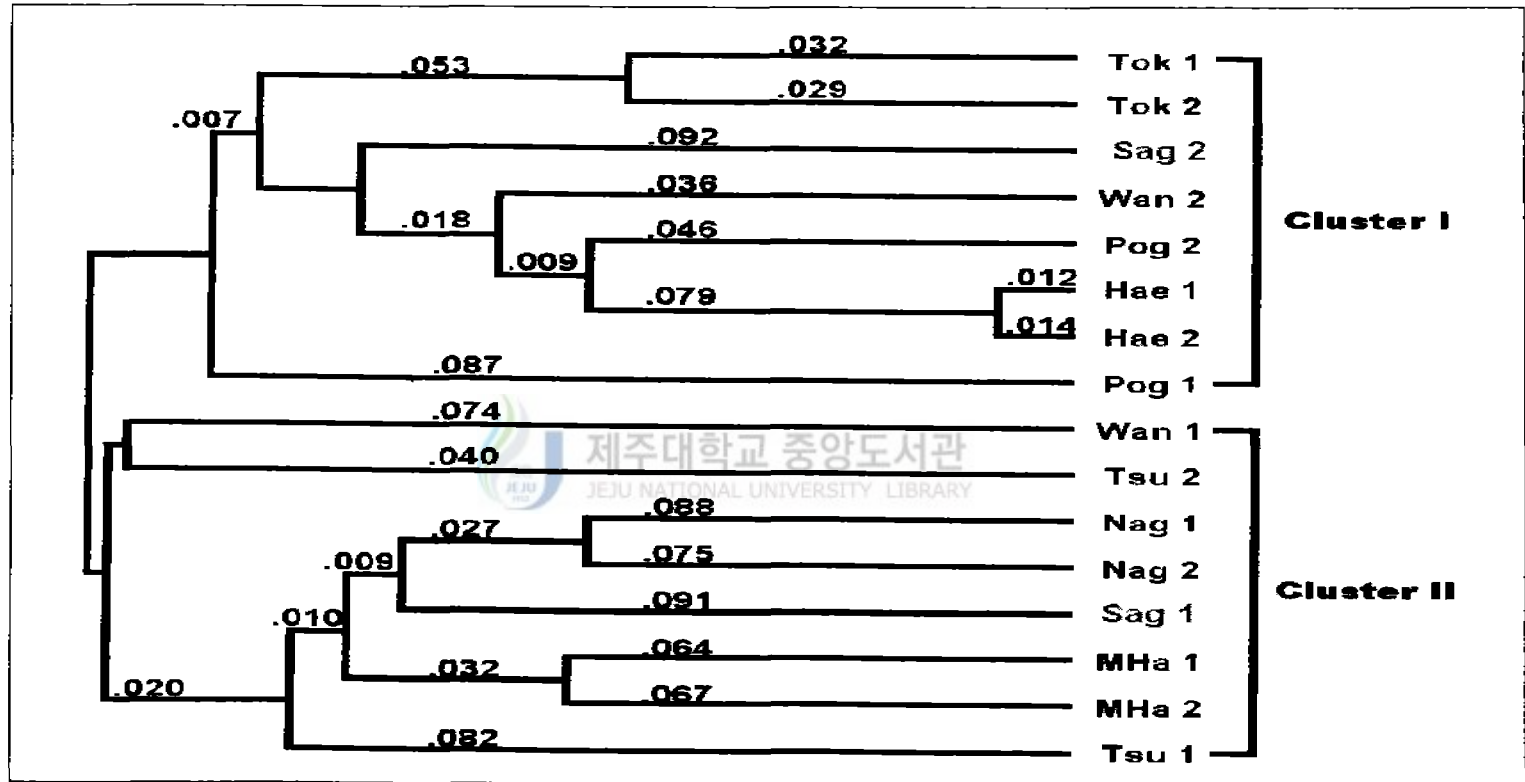 .032
Tok 1
.053
.029
Tok 2
.007
.092
Sag 2
.036
Wan 2
.018
Cluster I
.046
Pog 2
.009
.012
Hae 1
.079
.014
Hae 2
.087
Pog 1
.074
Wan 1
제주대학교 중앙도서관
JEJU NATIONAL UNIVERSITY LIBRARY
JEJU
1952
.040
Tsu 2
.088
Nag 1
.027
.075
Nag 2
.009
Cluster II
.091
Sag 1
.010
.064
MHa 1
.032
.067
MHa 2
.020
.082
Tsu 1